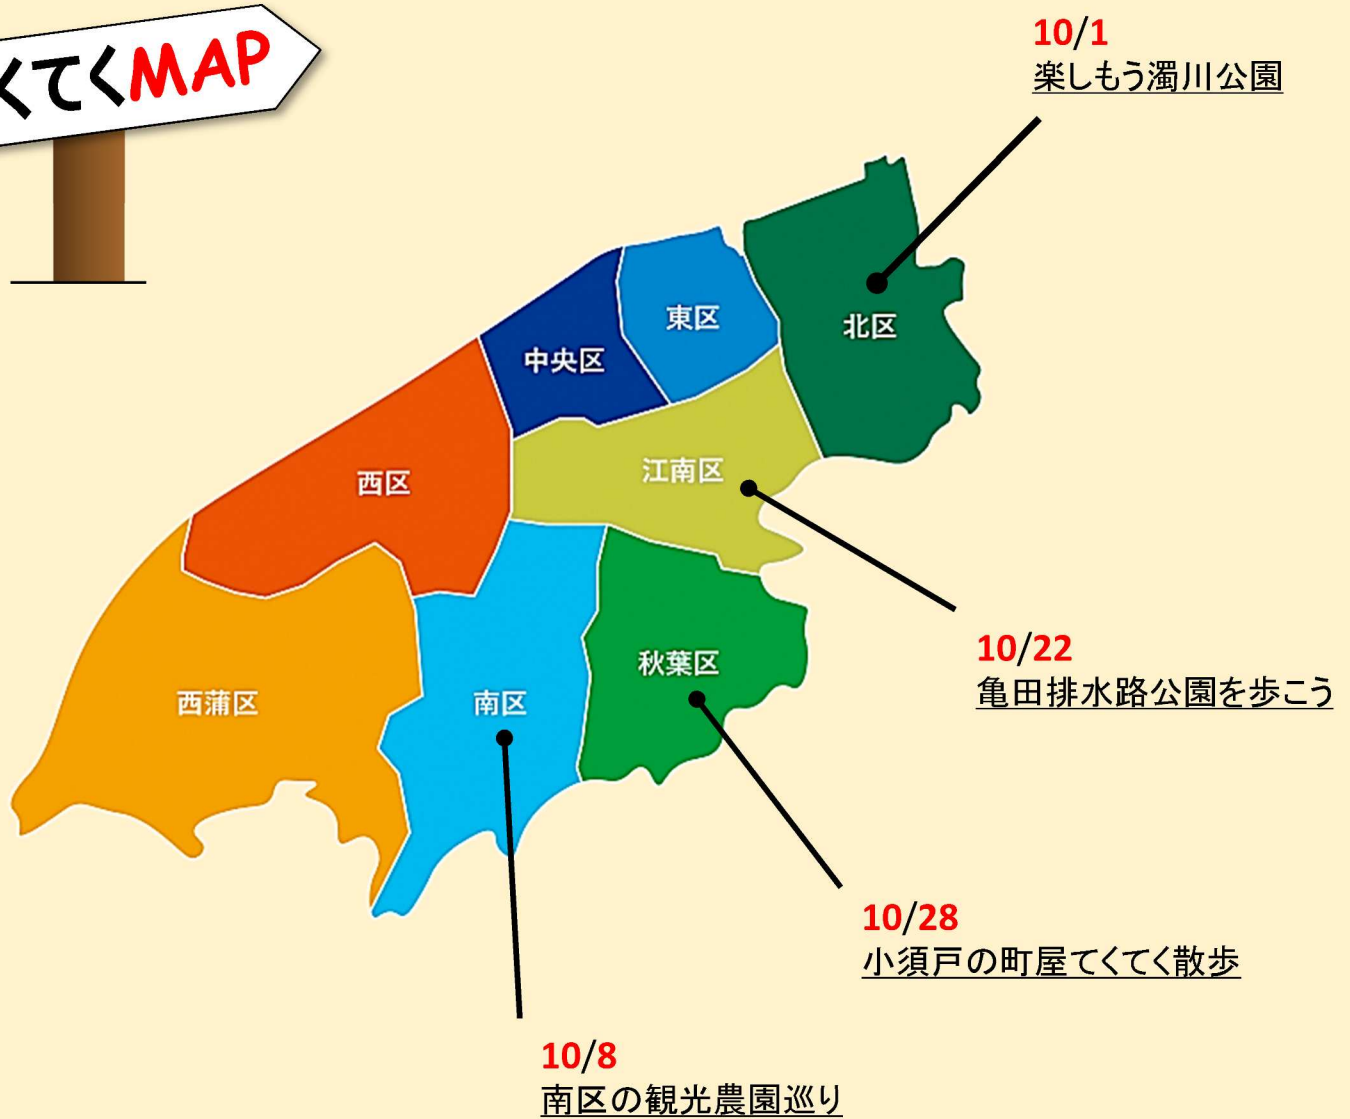 くてくMAP
10/1
楽しもう濁川公園
東区
北区
中央区
江南区
西区
10/22
亀田排水路公園を歩こう
秋葉区
西蒲区
南区
10/28
小須戸の町屋てくてく散歩
10/8
南区の観光農園巡り